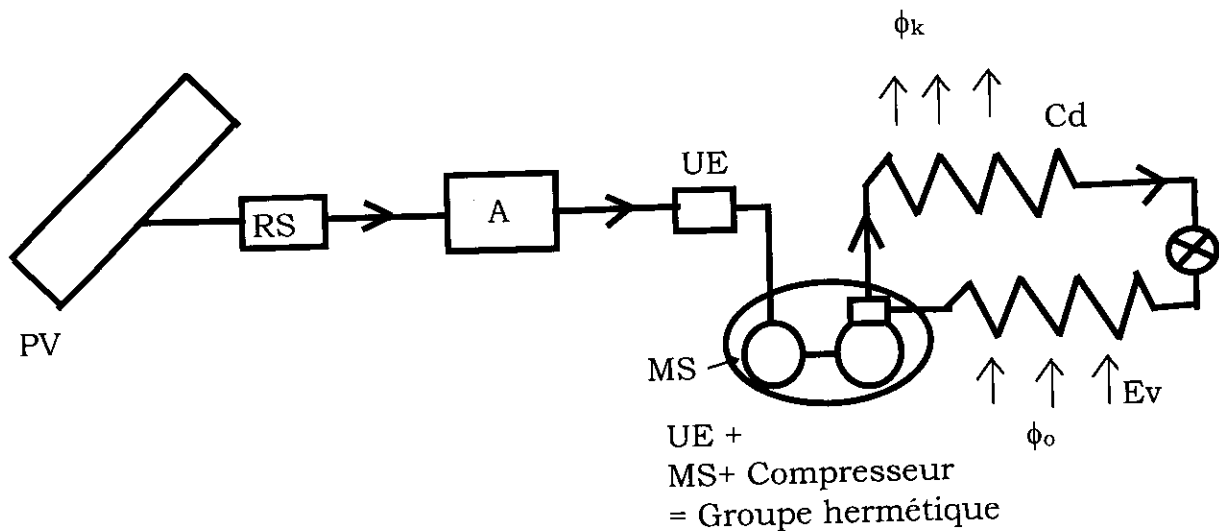 ϕk
Cd
UE
RS
A
PV
MS
Ev
ϕo
UE +
MS+ Compresseur
= Groupe hermétique